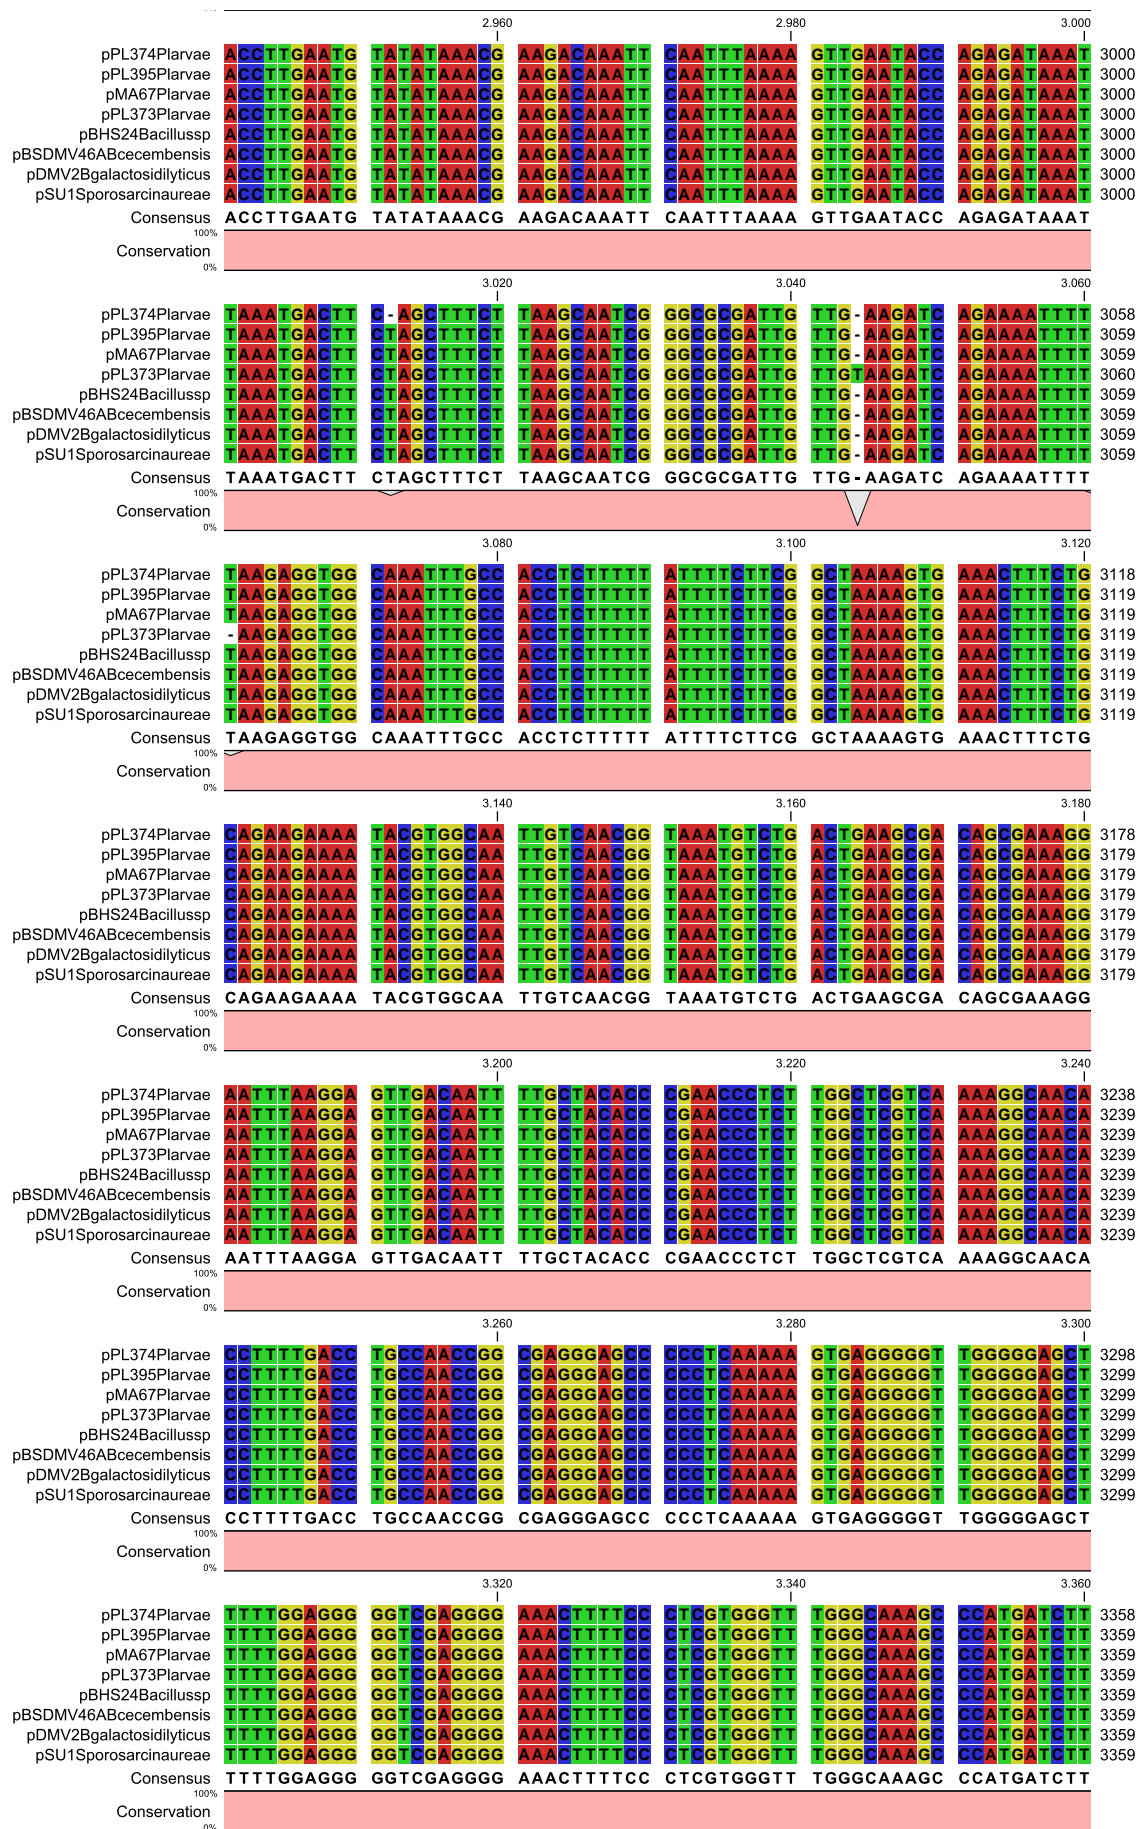 2.960 2.980 3.000
pPL374Plarvae ACCTTGAATG TATATAAACG AAGACAAATT CAATTTAAAA GTTGAATACC AGAGATAAAT 3000
pPL395Plarvae ACCTTGAATG TATATAAACG AAGACAAATT CAATTTAAAA GTTGAATACC AGAGATAAAT 3000
pMA67Plarvae ACCTTGAATG TATATAAACG AAGACAAATT CAATTTAAAA GTTGAATACC AGAGATAAAT 3000
pPL373Plarvae ACCTTGAATG TATATAAACG AAGACAAATT CAATTTAAAA GTTGAATACC AGAGATAAAT 3000
pBHS24Bacillussp ACCTTGAATG TATATAAACG AAGACAAATT CAATTTAAAA GTTGAATACC AGAGATAAAT 3000
pBSDMV46ABcecembensis ACCTTGAATG TATATAAACG AAGACAAATT CAATTTAAAA GTTGAATACC AGAGATAAAT 3000
pDMV2Bgalactosidilyticus ACCTTGAATG TATATAAACG AAGACAAATT CAATTTAAAA GTTGAATACC AGAGATAAAT 3000
pSU1Sporosarcinaureae ACCTTGAATG TATATAAACG AAGACAAATT CAATTTAAAA GTTGAATACC AGAGATAAAT 3000
Consensus ACCTTGAATG TATATAAACG AAGACAAATT CAATTTAAAA GTTGAATACC AGAGATAAAT
100%
Conservation
0%
3.020 3.040 3.060
pPL374Plarvae TAAATGACTT C-AGCTTTCT TAAGCAATCG GGCGCGATTG TTG-AAGATC AGAAAATTTT 3058
pPL395Plarvae TAAATGACTT CTAGCTTTCT TAAGCAATCG GGCGCGATTG TTG-AAGATC AGAAAATTTT 3059
pMA67Plarvae TAAATGACTT CTAGCTTTCT TAAGCAATCG GGCGCGATTG TTG-AAGATC AGAAAATTTT 3059
pPL373Plarvae TAAATGACTT CTAGCTTTCT TAAGCAATCG GGCGCGATTG TTGTAAGATC AGAAAATTTT 3060
pBHS24Bacillussp TAAATGACTT CTAGCTTTCT TAAGCAATCG GGCGCGATTG TTG-AAGATC AGAAAATTTT 3059
pBSDMV46ABcecembensis TAAATGACTT CTAGCTTTCT TAAGCAATCG GGCGCGATTG TTG-AAGATC AGAAAATTTT 3059
pDMV2Bgalactosidilyticus TAAATGACTT CTAGCTTTCT TAAGCAATCG GGCGCGATTG TTG-AAGATC AGAAAATTTT 3059
pSU1Sporosarcinaureae TAAATGACTT CTAGCTTTCT TAAGCAATCG GGCGCGATTG TTG-AAGATC AGAAAATTTT 3059
Consensus TAAATGACTT CTAGCTTTCT TAAGCAATCG GGCGCGATTG TTG-AAGATC AGAAAATTTT
100%
Conservation
0%
3.080 3.100 3.120
pPL374Plarvae TAAGAGGTGG CAAATTTGCC ACCTCTTTTT ATTTTCTTCG GCTAAAAGTG AAACTTTCTG 3118
pPL395Plarvae TAAGAGGTGG CAAATTTGCC ACCTCTTTTT ATTTTCTTCG GCTAAAAGTG AAACTTTCTG 3119
pMA67Plarvae TAAGAGGTGG CAAATTTGCC ACCTCTTTTT ATTTTCTTCG GCTAAAAGTG AAACTTTCTG 3119
pPL373Plarvae -AAGAGGTGG CAAATTTGCC ACCTCTTTTT ATTTTCTTCG GCTAAAAGTG AAACTTTCTG 3119
pBHS24Bacillussp TAAGAGGTGG CAAATTTGCC ACCTCTTTTT ATTTTCTTCG GCTAAAAGTG AAACTTTCTG 3119
pBSDMV46ABcecembensis TAAGAGGTGG CAAATTTGCC ACCTCTTTTT ATTTTCTTCG GCTAAAAGTG AAACTTTCTG 3119
pDMV2Bgalactosidilyticus TAAGAGGTGG CAAATTTGCC ACCTCTTTTT ATTTTCTTCG GCTAAAAGTG AAACTTTCTG 3119
pSU1Sporosarcinaureae TAAGAGGTGG CAAATTTGCC ACCTCTTTTT ATTTTCTTCG GCTAAAAGTG AAACTTTCTG 3119
Consensus TAAGAGGTGG CAAATTTGCC ACCTCTTTTT ATTTTCTTCG GCTAAAAGTG AAACTTTCTG
100%
Conservation
0%
3.140 3.160 3.180
pPL374Plarvae CAGAAGAAAA TACGTGGCAA TTGTCAACGG TAAATGTCTG ACTGAAGCGA CAGCGAAAGG 3178
pPL395Plarvae CAGAAGAAAA TACGTGGCAA TTGTCAACGG TAAATGTCTG ACTGAAGCGA CAGCGAAAGG 3179
pMA67Plarvae CAGAAGAAAA TACGTGGCAA TTGTCAACGG TAAATGTCTG ACTGAAGCGA CAGCGAAAGG 3179
pPL373Plarvae CAGAAGAAAA TACGTGGCAA TTGTCAACGG TAAATGTCTG ACTGAAGCGA CAGCGAAAGG 3179
pBHS24Bacillussp CAGAAGAAAA TACGTGGCAA TTGTCAACGG TAAATGTCTG ACTGAAGCGA CAGCGAAAGG 3179
pBSDMV46ABcecembensis CAGAAGAAAA TACGTGGCAA TTGTCAACGG TAAATGTCTG ACTGAAGCGA CAGCGAAAGG 3179
pDMV2Bgalactosidilyticus CAGAAGAAAA TACGTGGCAA TTGTCAACGG TAAATGTCTG ACTGAAGCGA CAGCGAAAGG 3179
pSU1Sporosarcinaureae CAGAAGAAAA TACGTGGCAA TTGTCAACGG TAAATGTCTG ACTGAAGCGA CAGCGAAAGG 3179
Consensus CAGAAGAAAA TACGTGGCAA TTGTCAACGG TAAATGTCTG ACTGAAGCGA CAGCGAAAGG
100%
Conservation
0%
3.200 3.220 3.240
pPL374Plarvae AATTTAAGGA GTTGACAATT TTGCTACACC CGAACCCTCT TGGCTCGTCA AAAGGCAACA 3238
pPL395Plarvae AATTTAAGGA GTTGACAATT TTGCTACACC CGAACCCTCT TGGCTCGTCA AAAGGCAACA 3239
pMA67Plarvae AATTTAAGGA GTTGACAATT TTGCTACACC CGAACCCTCT TGGCTCGTCA AAAGGCAACA 3239
pPL373Plarvae AATTTAAGGA GTTGACAATT TTGCTACACC CGAACCCTCT TGGCTCGTCA AAAGGCAACA 3239
pBHS24Bacillussp AATTTAAGGA GTTGACAATT TTGCTACACC CGAACCCTCT TGGCTCGTCA AAAGGCAACA 3239
pBSDMV46ABcecembensis AATTTAAGGA GTTGACAATT TTGCTACACC CGAACCCTCT TGGCTCGTCA AAAGGCAACA 3239
pDMV2Bgalactosidilyticus AATTTAAGGA GTTGACAATT TTGCTACACC CGAACCCTCT TGGCTCGTCA AAAGGCAACA 3239
pSU1Sporosarcinaureae AATTTAAGGA GTTGACAATT TTGCTACACC CGAACCCTCT TGGCTCGTCA AAAGGCAACA 3239
Consensus AATTTAAGGA GTTGACAATT TTGCTACACC CGAACCCTCT TGGCTCGTCA AAAGGCAACA
100%
Conservation
0%
3.260 3.280 3.300
pPL374Plarvae CCTTTTGACC TGCCAACCGG CGAGGGAGCC CCCTCAAAAA GTGAGGGGGT TGGGGGAGCT 3298
pPL395Plarvae CCTTTTGACC TGCCAACCGG CGAGGGAGCC CCCTCAAAAA GTGAGGGGGT TGGGGGAGCT 3299
pMA67Plarvae CCTTTTGACC TGCCAACCGG CGAGGGAGCC CCCTCAAAAA GTGAGGGGGT TGGGGGAGCT 3299
pPL373Plarvae CCTTTTGACC TGCCAACCGG CGAGGGAGCC CCCTCAAAAA GTGAGGGGGT TGGGGGAGCT 3299
pBHS24Bacillussp CCTTTTGACC TGCCAACCGG CGAGGGAGCC CCCTCAAAAA GTGAGGGGGT TGGGGGAGCT 3299
pBSDMV46ABcecembensis CCTTTTGACC TGCCAACCGG CGAGGGAGCC CCCTCAAAAA GTGAGGGGGT TGGGGGAGCT 3299
pDMV2Bgalactosidilyticus CCTTTTGACC TGCCAACCGG CGAGGGAGCC CCCTCAAAAA GTGAGGGGGT TGGGGGAGCT 3299
pSU1Sporosarcinaureae CCTTTTGACC TGCCAACCGG CGAGGGAGCC CCCTCAAAAA GTGAGGGGGT TGGGGGAGCT 3299
Consensus CCTTTTGACC TGCCAACCGG CGAGGGAGCC CCCTCAAAAA GTGAGGGGGT TGGGGGAGCT
100%
Conservation
0%
3.320 3.340 3.360
pPL374Plarvae TTTTGGAGGG GGTCGAGGGG AAACTTTTCC CTCGTGGGTT TGGGCAAAGC CCATGATCTT 3358
pPL395Plarvae TTTTGGAGGG GGTCGAGGGG AAACTTTTCC CTCGTGGGTT TGGGCAAAGC CCATGATCTT 3359
pMA67Plarvae TTTTGGAGGG GGTCGAGGGG AAACTTTTCC CTCGTGGGTT TGGGCAAAGC CCATGATCTT 3359
pPL373Plarvae TTTTGGAGGG GGTCGAGGGG AAACTTTTCC CTCGTGGGTT TGGGCAAAGC CCATGATCTT 3359
pBHS24Bacillussp TTTTGGAGGG GGTCGAGGGG AAACTTTTCC CTCGTGGGTT TGGGCAAAGC CCATGATCTT 3359
pBSDMV46ABcecembensis TTTTGGAGGG GGTCGAGGGG AAACTTTTCC CTCGTGGGTT TGGGCAAAGC CCATGATCTT 3359
pDMV2Bgalactosidilyticus TTTTGGAGGG GGTCGAGGGG AAACTTTTCC CTCGTGGGTT TGGGCAAAGC CCATGATCTT 3359
pSU1Sporosarcinaureae TTTTGGAGGG GGTCGAGGGG AAACTTTTCC CTCGTGGGTT TGGGCAAAGC CCATGATCTT 3359
Consensus TTTTGGAGGG GGTCGAGGGG AAACTTTTCC CTCGTGGGTT TGGGCAAAGC CCATGATCTT
100%
Conservation